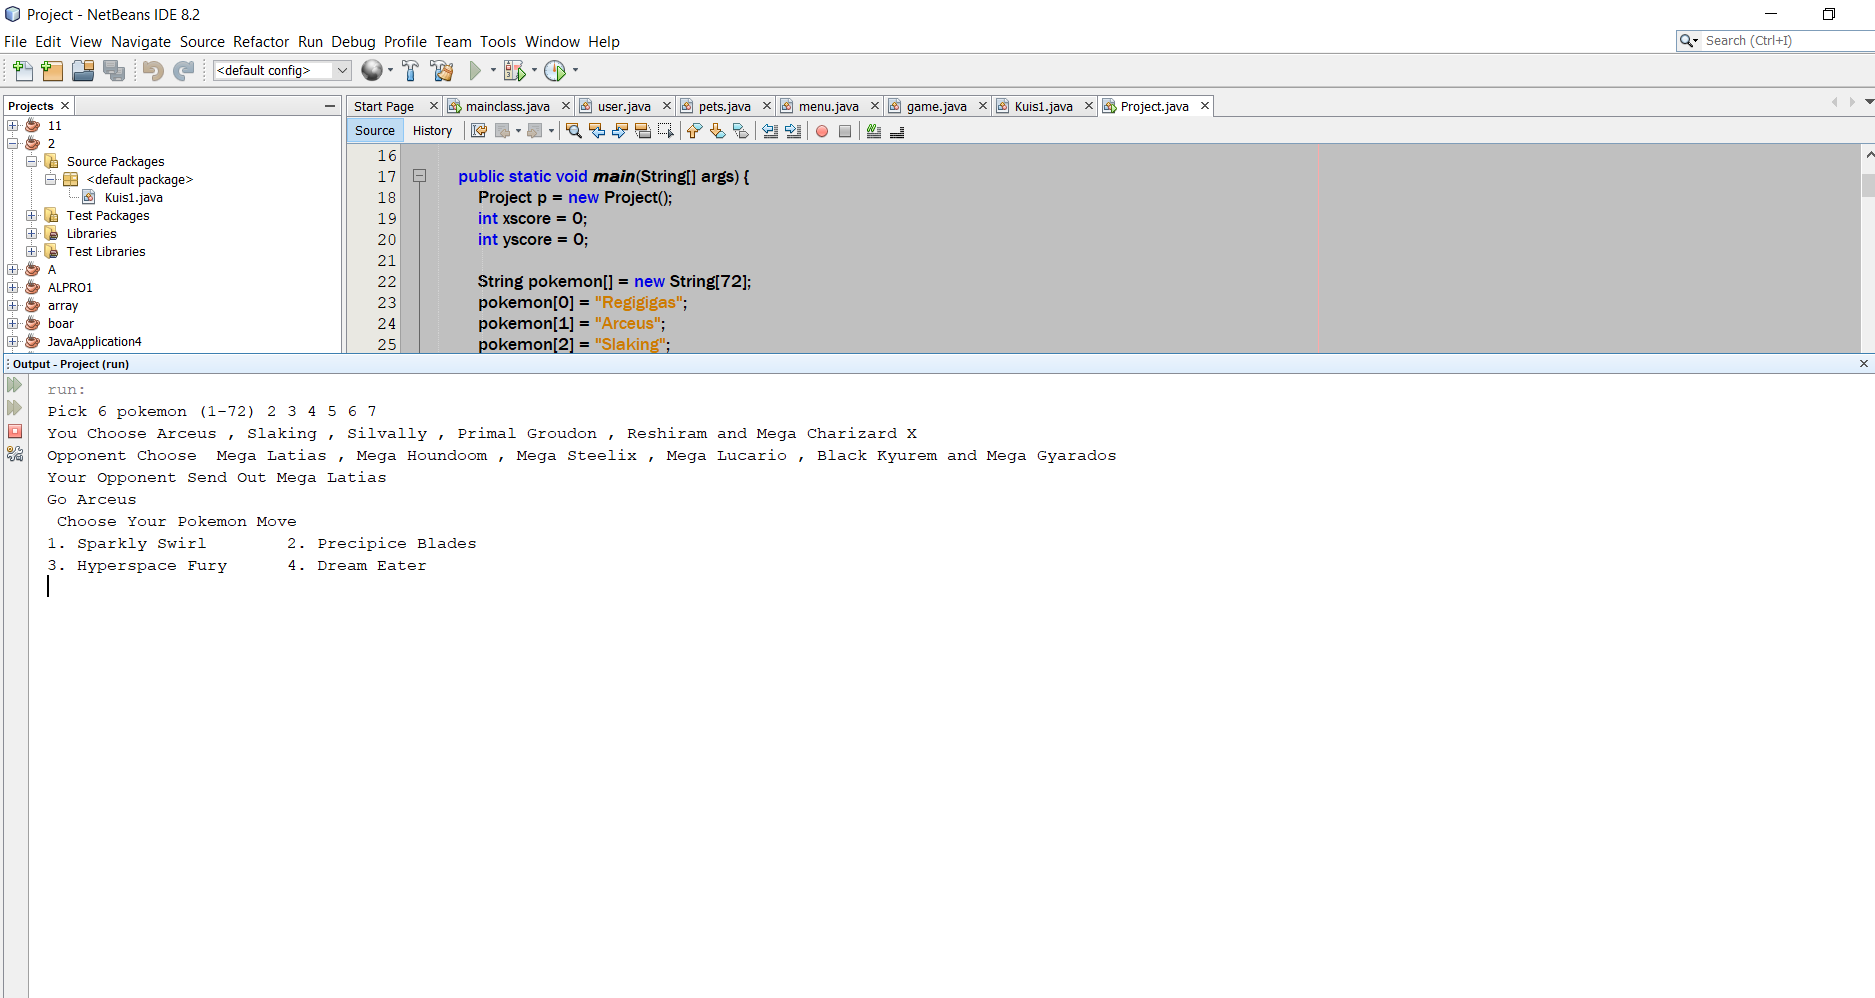 Project - NetBeans IDE 8.2
File Edit View Navigate Source Refactor Run Debug Profile Team Tools Window Help
Search (Ctrl+I)
<default config>
Projects
Start Page mainclass.java user.java pets.java menu.java game.java Kuis1.java Project.java
Source History
11
2
Source Packages
<default package>
Kuis1.java
Test Packages
Libraries
Test Libraries
A
ALPRO1
array
boar
JavaApplication4
16
17 public static void main(String[] args) {
18 Project p = new Project();
19 int xscore = 0;
20 int yscore = 0;
21
22 String pokemon[] = new String[72];
23 pokemon[0] = "Regigigas";
24 pokemon[1] = "Arceus";
25 pokemon[2] = "Slaking";
Output - Project (run)
run:
Pick 6 pokemon (1-72) 2 3 4 5 6 7
You Choose Arceus , Slaking , Silvally , Primal Groudon , Reshiram and Mega Charizard X
Opponent Choose  Mega Latias , Mega Houndoom , Mega Steelix , Mega Lucario , Black Kyurem and Mega Gyarados
Your Opponent Send Out Mega Latias
Go Arceus
Choose Your Pokemon Move
1. Sparkly Swirl 2. Precipice Blades
3. Hyperspace Fury 4. Dream Eater